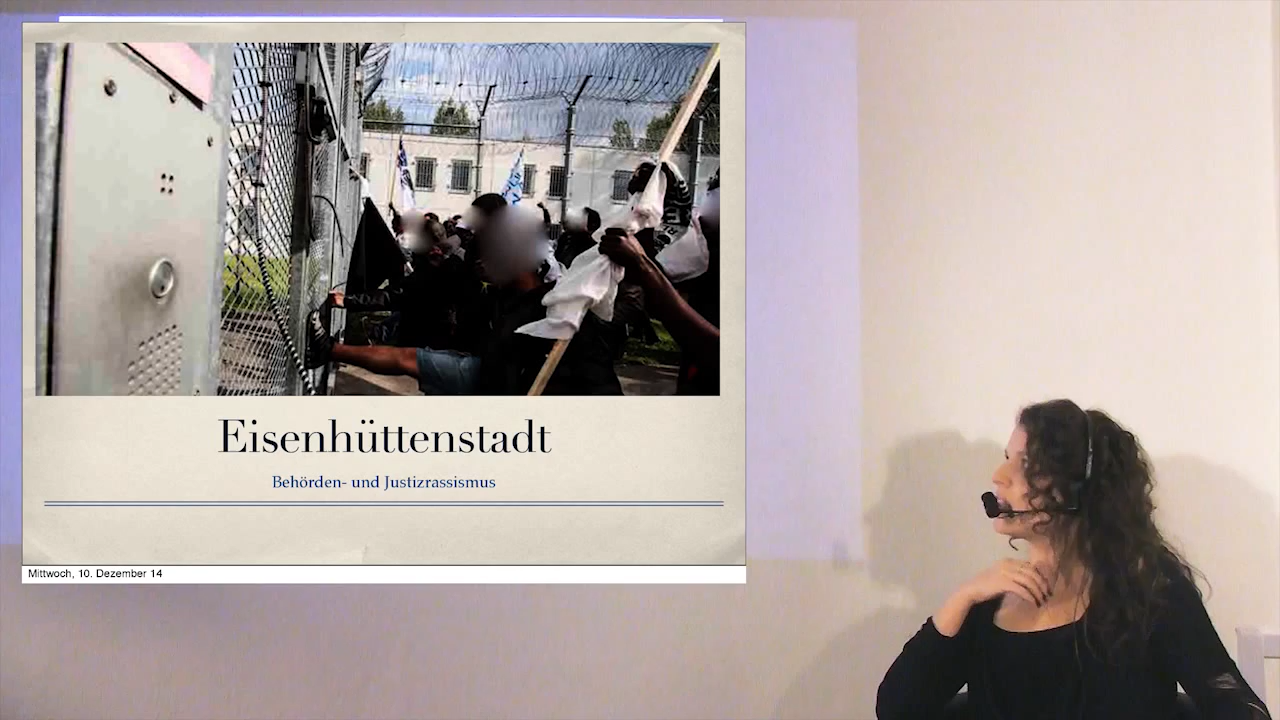 Eisenhüttenstadt
Behörden- und Justizrassismus
Mittwoch, 10. Dezember 14